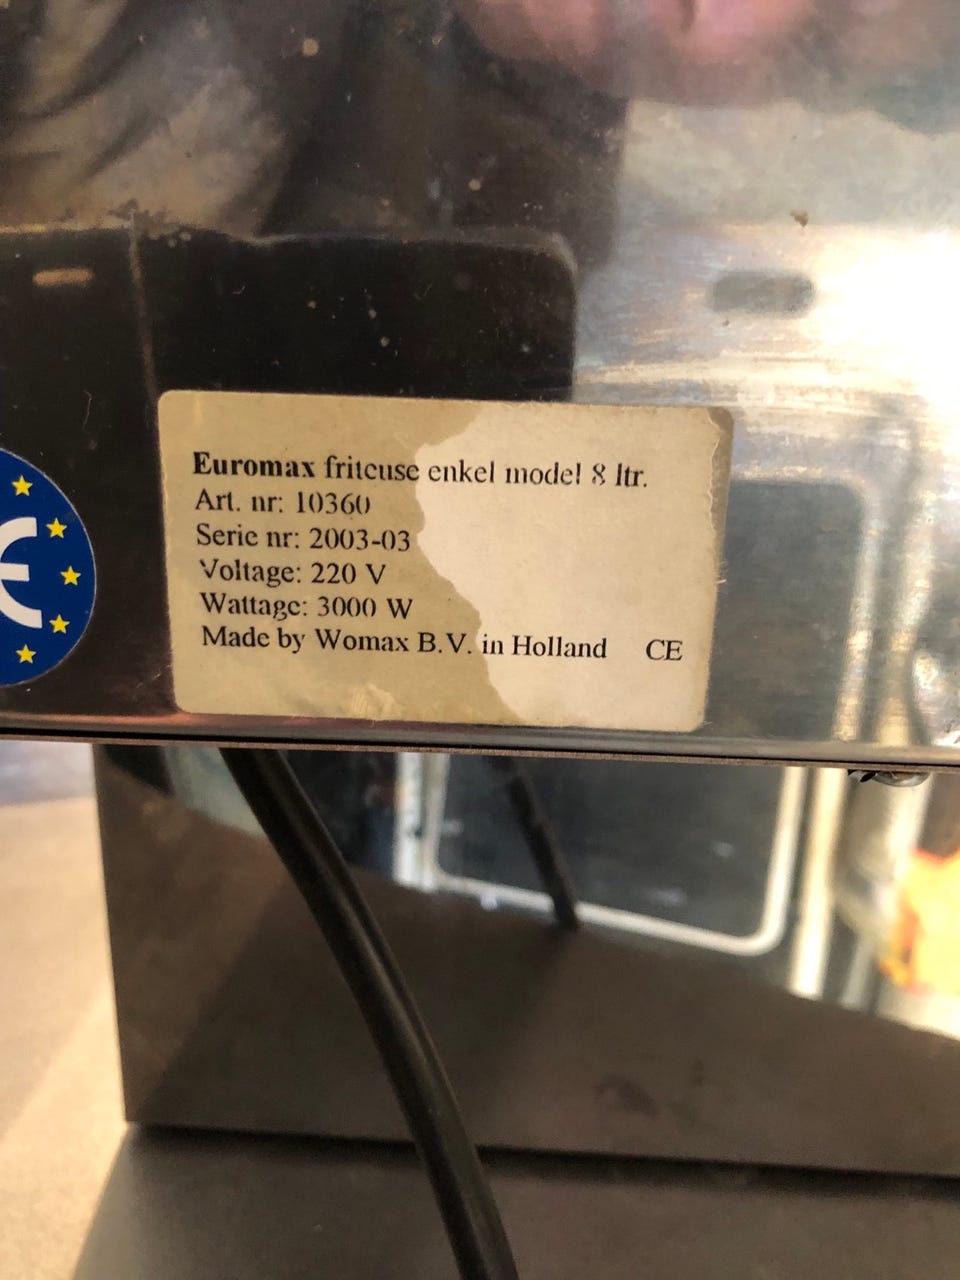 Euromax friteuse enkel model 8 ltr.
Art. nr: 10360
Serie nr: 2003-03
Voltage: 220 V
Wattage: 3000 W
Made by Womax B.V. in Holland CE